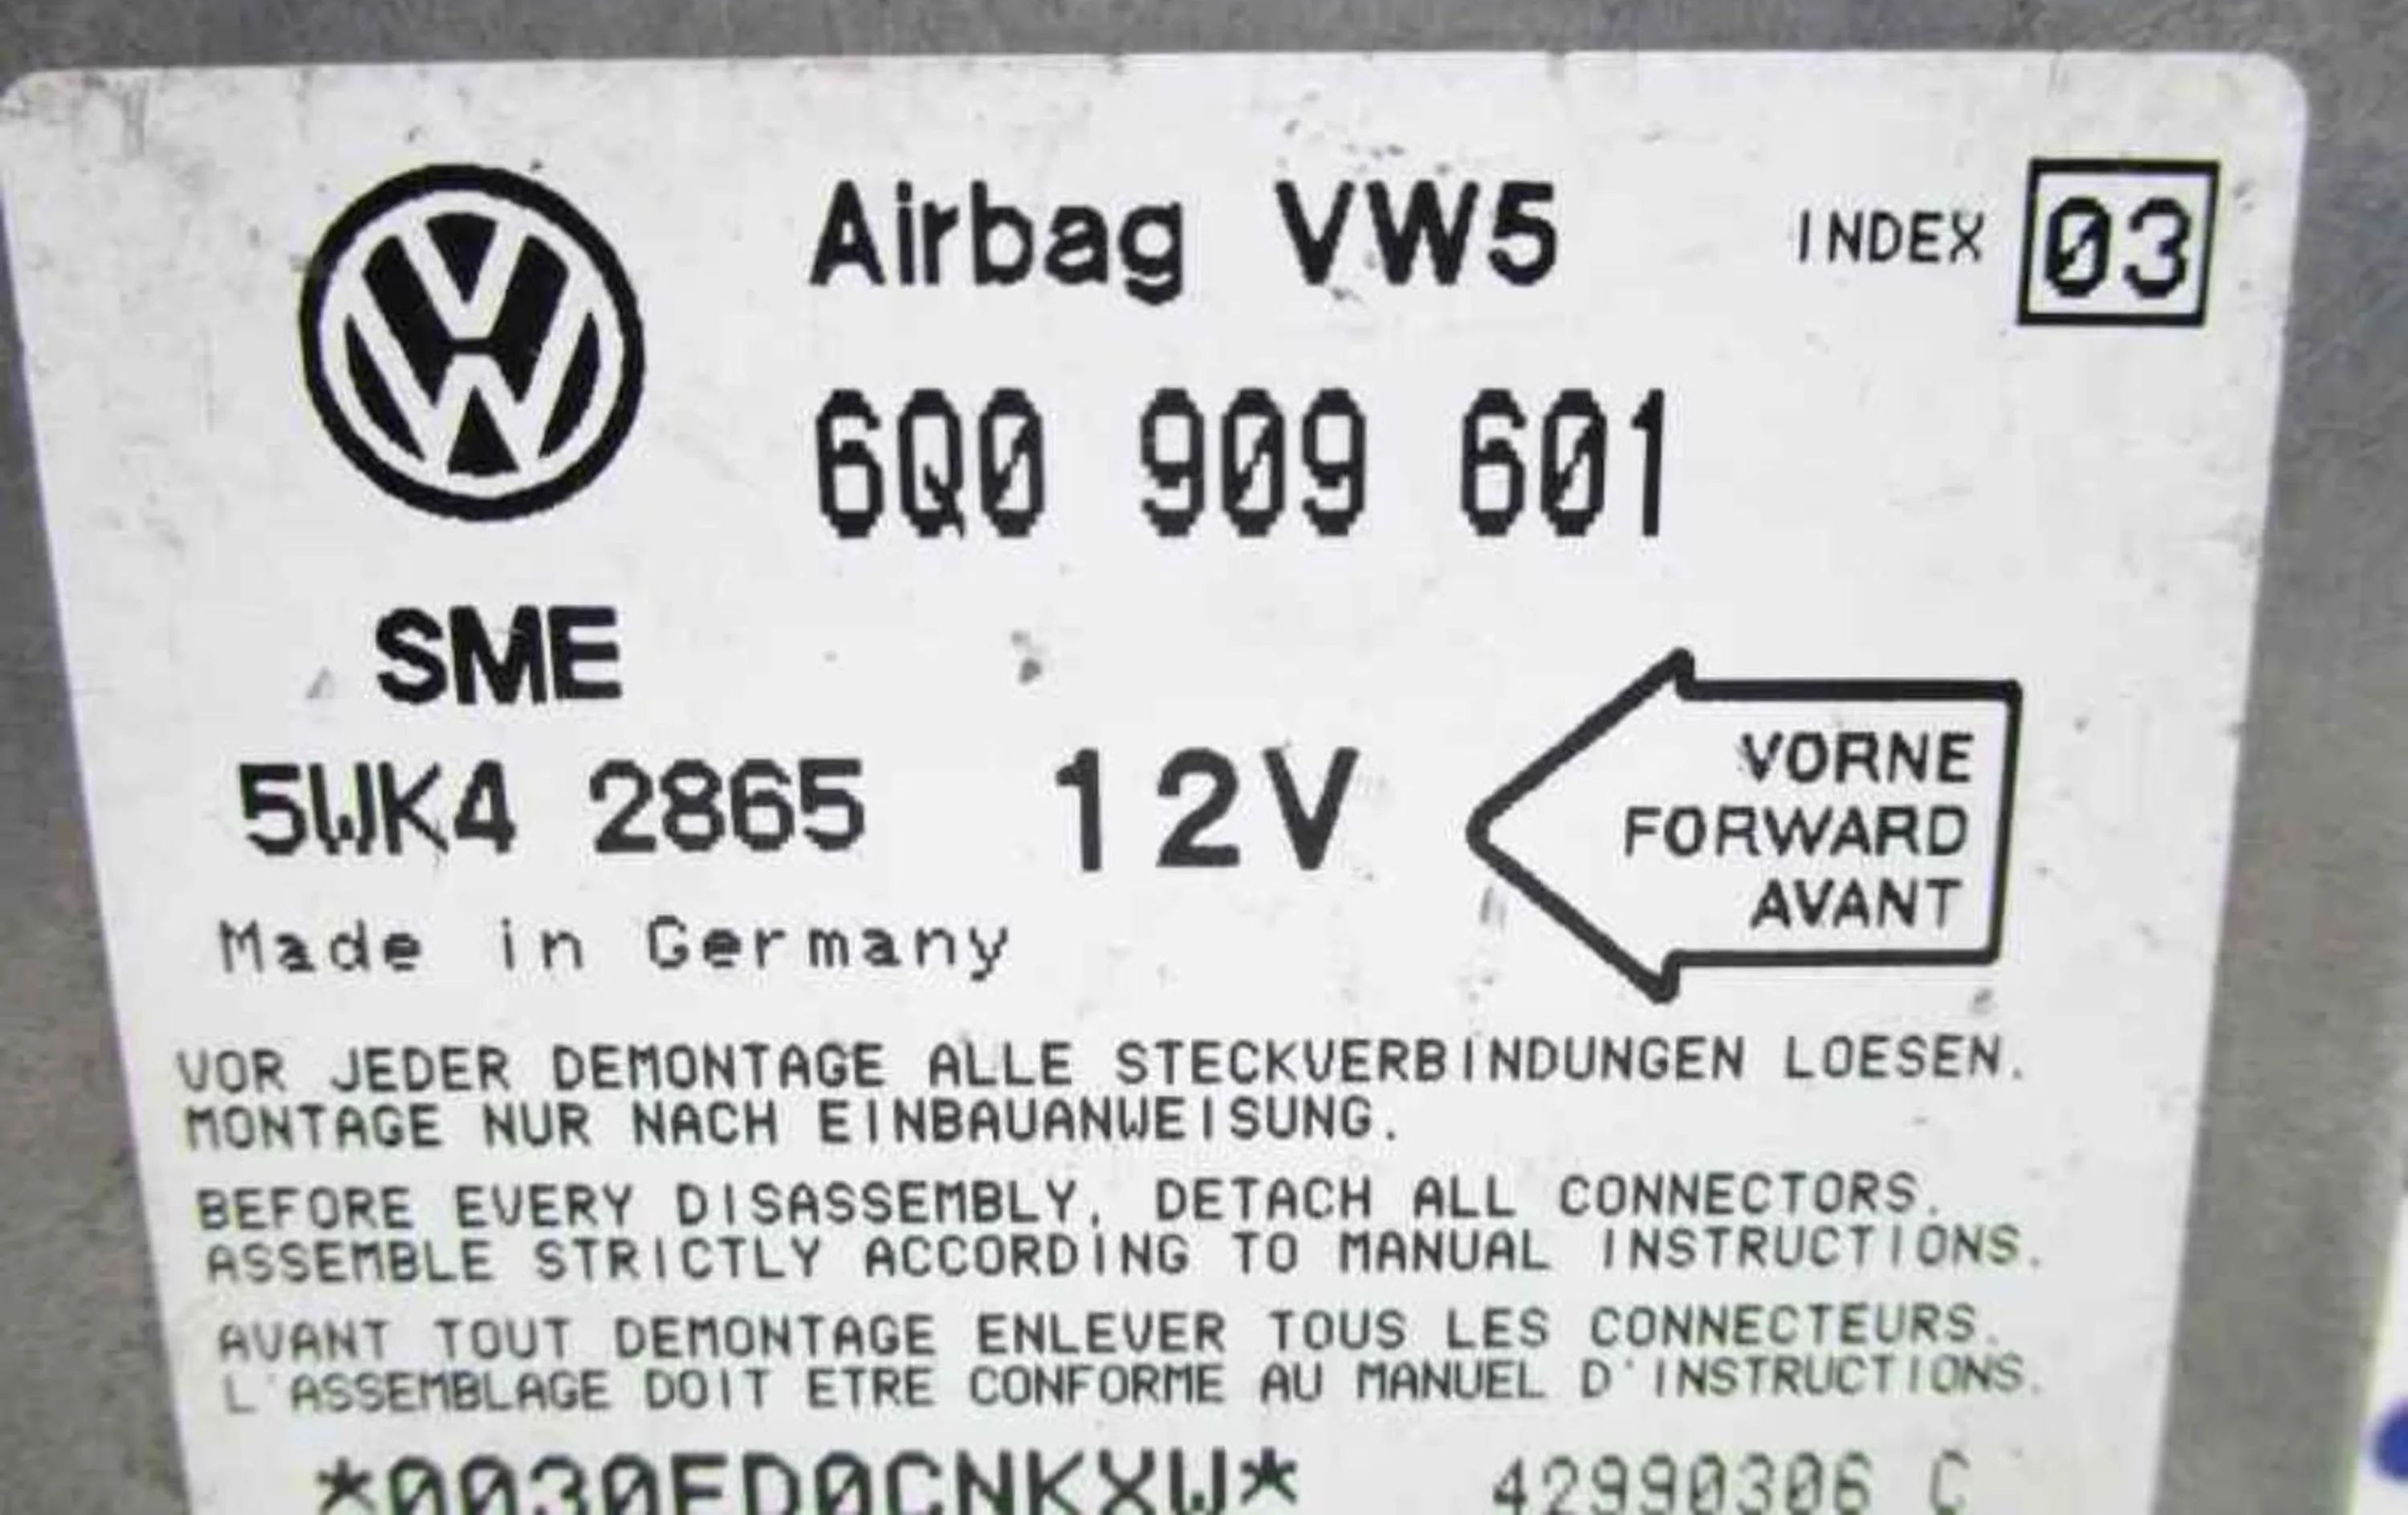 Airbag VW5 INDEX 03
6Q0 909 601
SME
5WK4 2865 12V
VORNE
FORWARD
AVANT
Made in Germany
VOR JEDER DEMONTAGE ALLE STECKVERBINDUNGEN LOESEN.
MONTAGE NUR NACH EINBAUANWEISUNG.
BEFORE EVERY DISASSEMBLY, DETACH ALL CONNECTORS.
ASSEMBLE STRICTLY ACCORDING TO MANUAL INSTRUCTIONS.
AVANT TOUT DEMONTAGE ENLEVER TOUS LES CONNECTEURS.
L'ASSEMBLAGE DOIT ETRE CONFORME AU MANUEL D'INSTRUCTIONS.
42990306 C